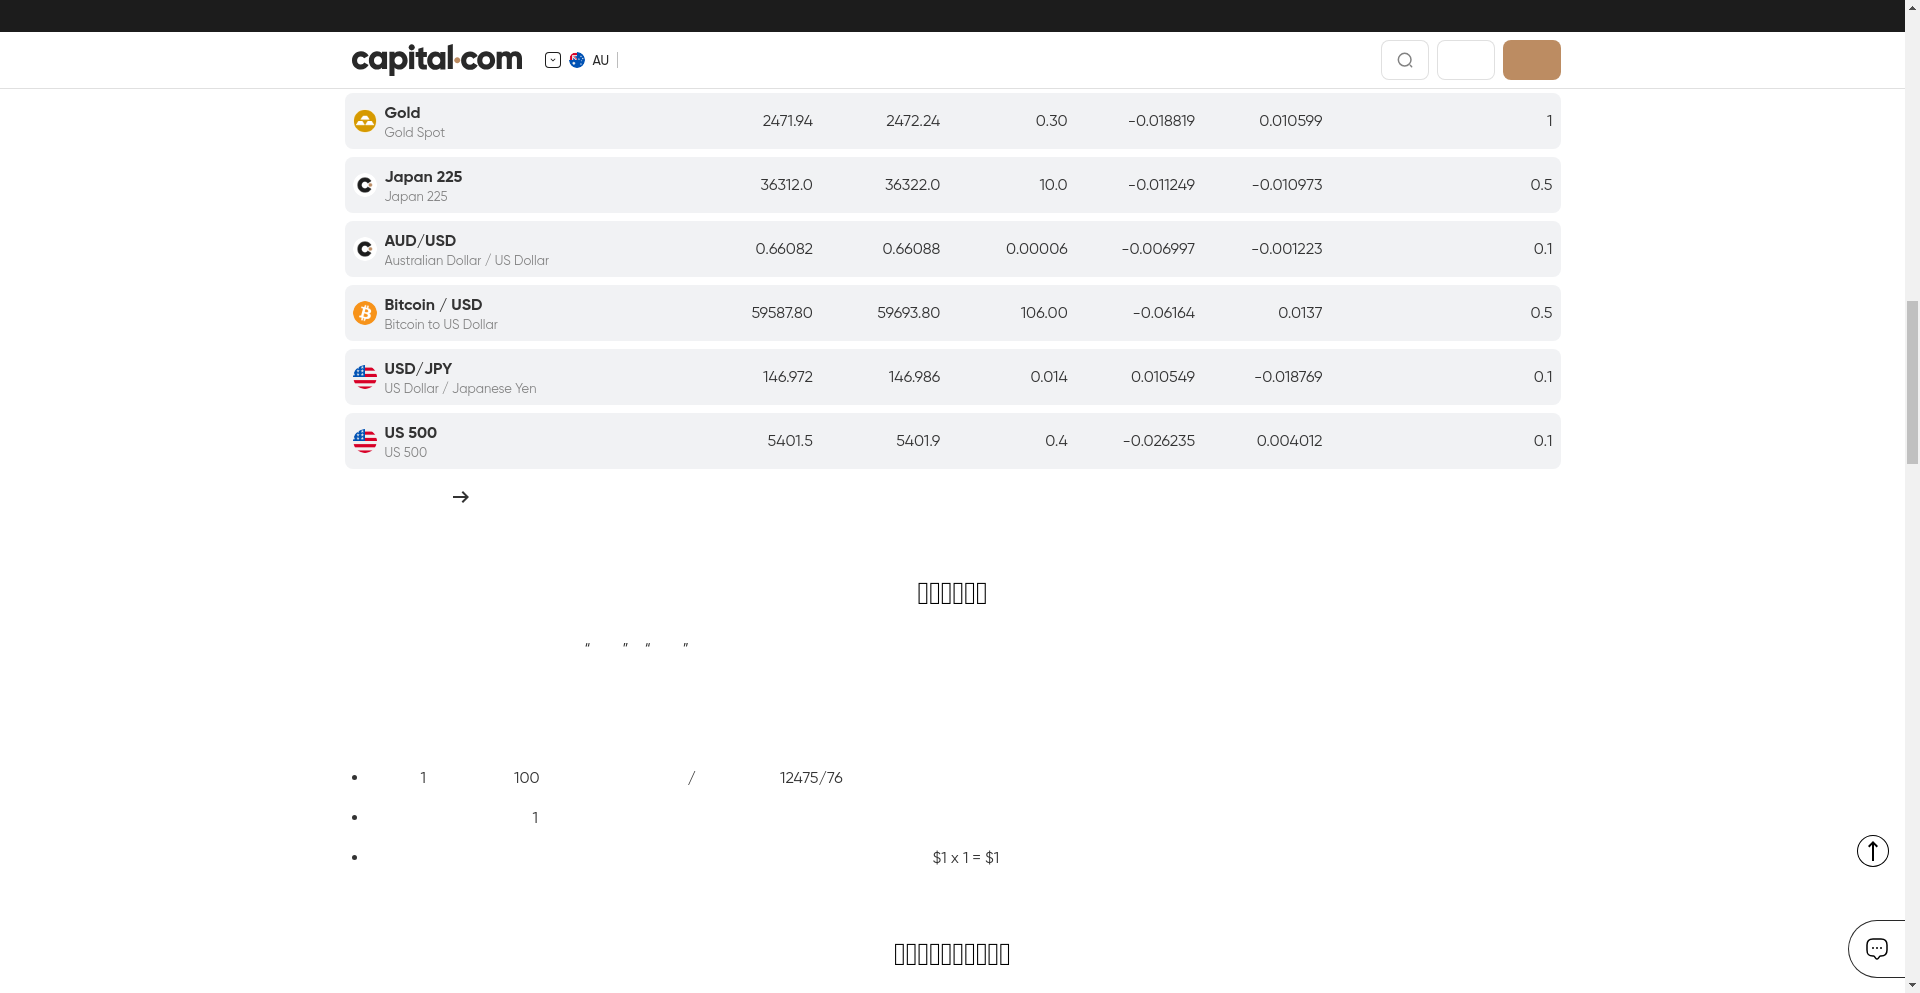 capital.com AU
Gold 2471.94 2472.24 0.30 -0.018819 0.010599 1
Gold Spot
Japan 225 36312.0 36322.0 10.0 -0.011249 -0.010973 0.5
Japan 225
AUD/USD 0.66082 0.66088 0.00006 -0.006997 -0.001223 0.1
Australian Dollar / US Dollar
Bitcoin / USD 59587.80 59693.80 106.00 -0.06164 0.0137 0.5
Bitcoin to US Dollar
USD/JPY 146.972 146.986 0.014 0.010549 -0.018769 0.1
US Dollar / Japanese Yen
US 500 5401.5 5401.9 0.4 -0.026235 0.004012 0.1
US 500
“ ” “ ”
• 1 100 / 12475/76
• 1
• $1 x 1 = $1